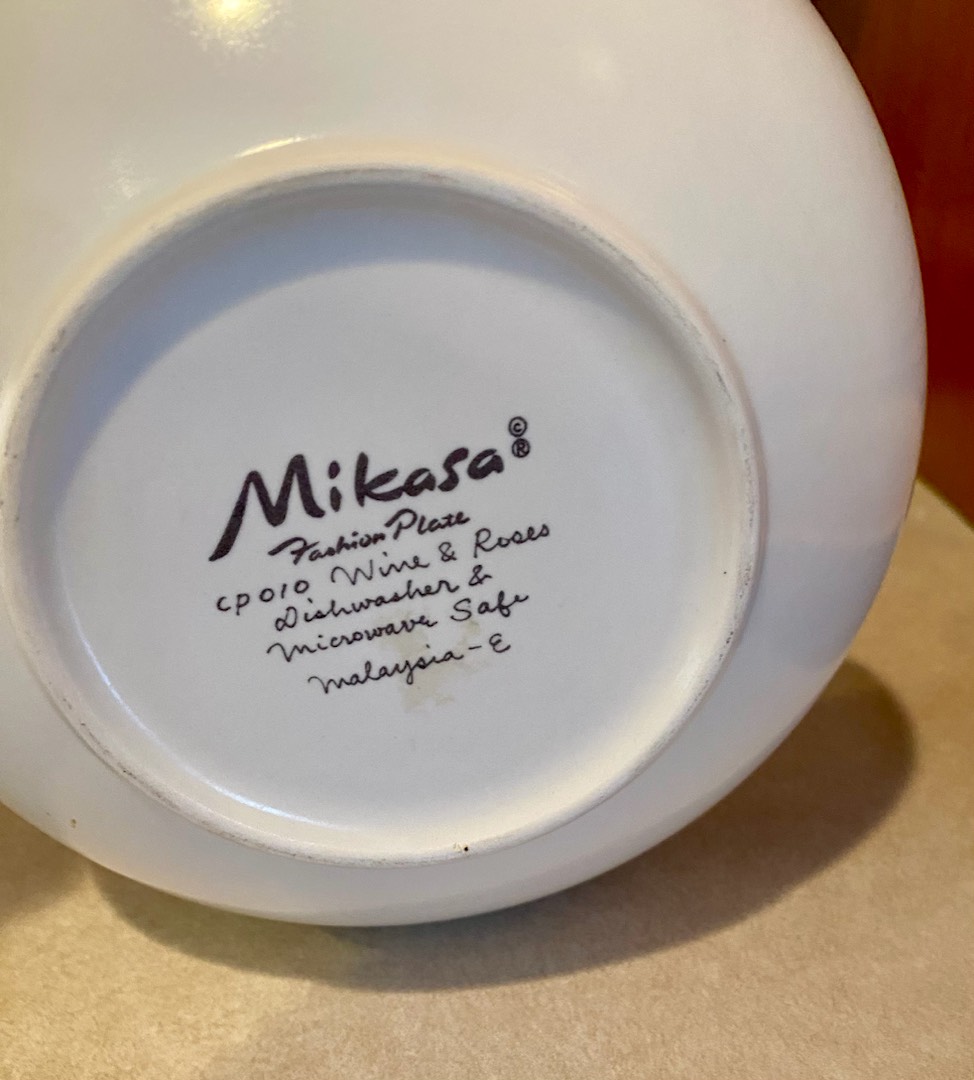 Mikasa ©®
Fashion Plate
CP010 Wine & Roses
Dishwasher &
Microwave Safe
Malaysia-E